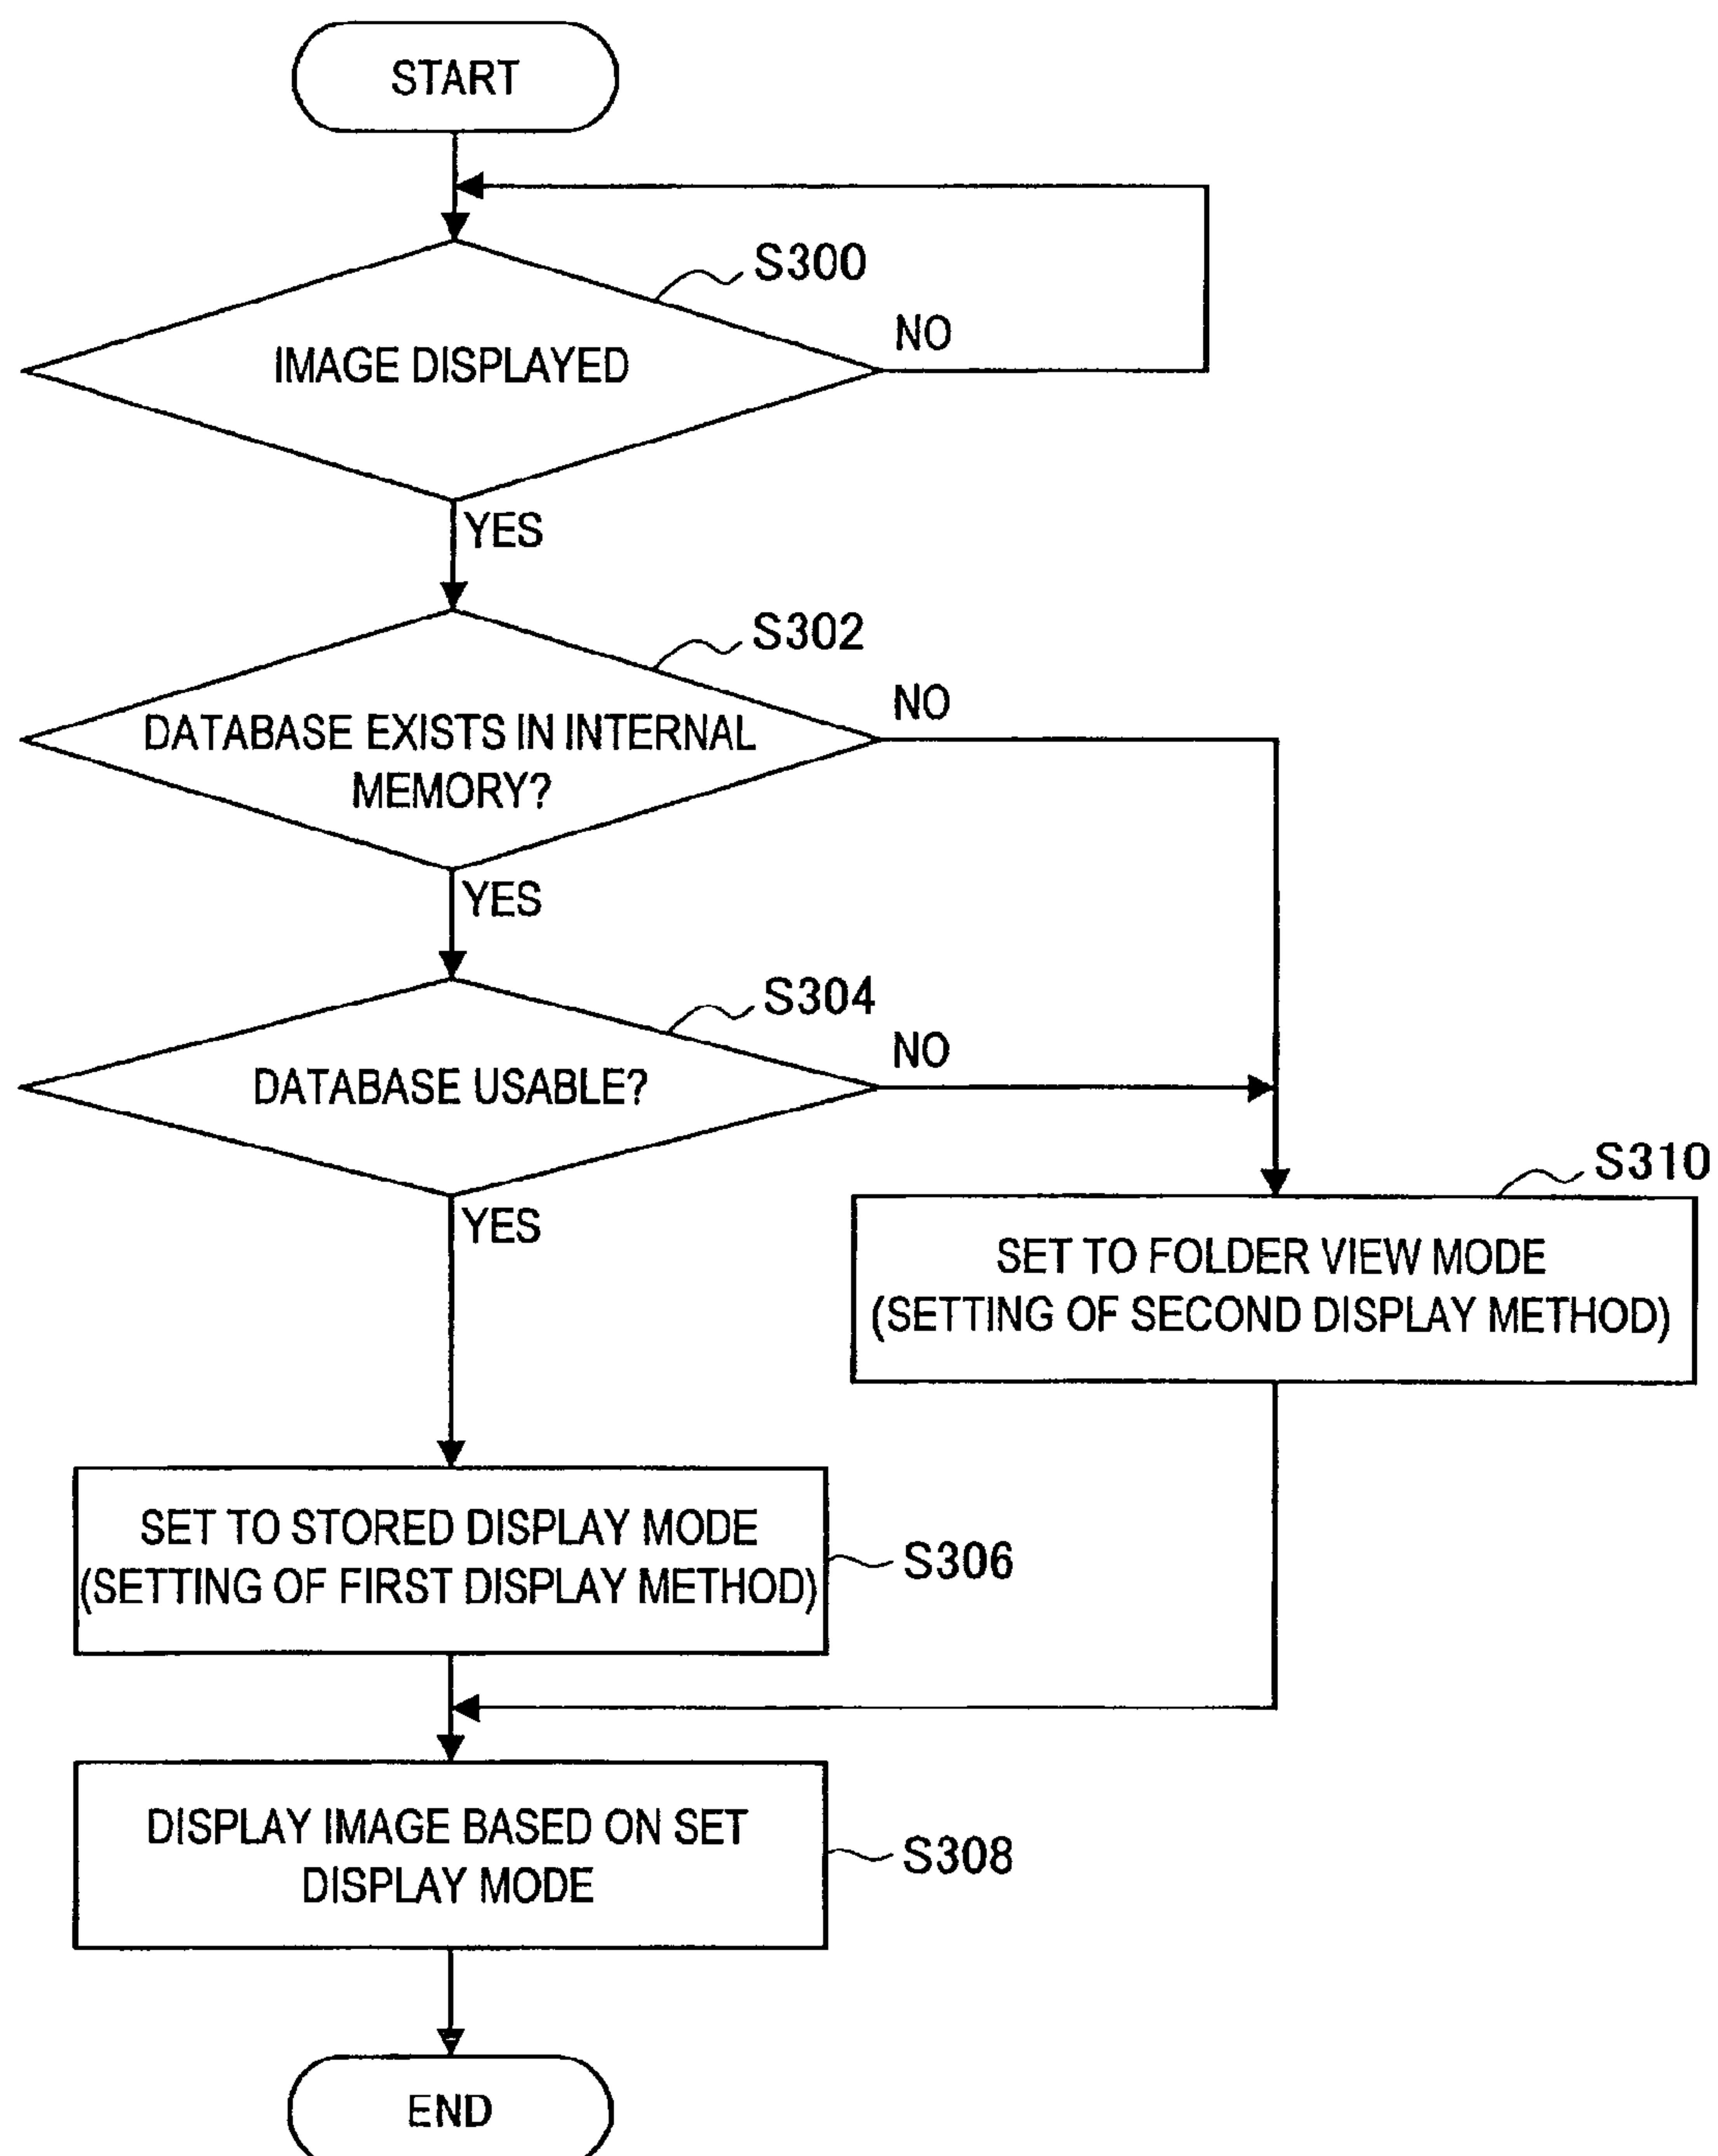 START
S300
NO
IMAGE DISPLAYED
YES
S302
NO
DATABASE EXISTS IN INTERNAL
MEMORY?
YES
S304
NO
DATABASE USABLE?
YES
S310
SET TO FOLDER VIEW MODE
(SETTING OF SECOND DISPLAY METHOD)
SET TO STORED DISPLAY MODE
(SETTING OF FIRST DISPLAY METHOD)
S306
DISPLAY IMAGE BASED ON SET
DISPLAY MODE
S308
END